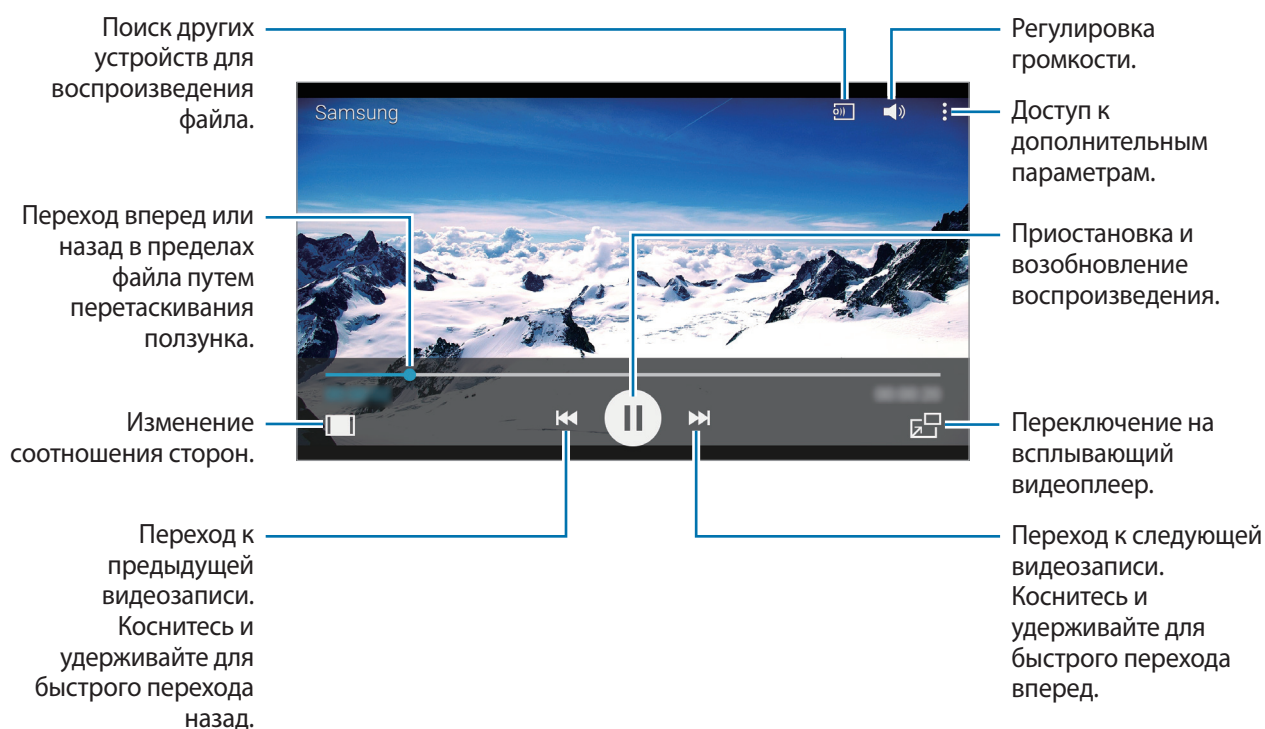 Поиск других
устройств для
воспроизведения
файла.
Регулировка
громкости.
Samsung
Доступ к
дополнительным
параметрам.
Переход вперед или
назад в пределах
файла путем
перетаскивания
ползунка.
Приостановка и
возобновление
воспроизведения.
Изменение
соотношения сторон.
Переключение на
всплывающий
видеоплеер.
Переход к
предыдущей
видеозаписи.
Коснитесь и
удерживайте для
быстрого перехода
назад.
Переход к следующей
видеозаписи.
Коснитесь и
удерживайте для
быстрого перехода
вперед.